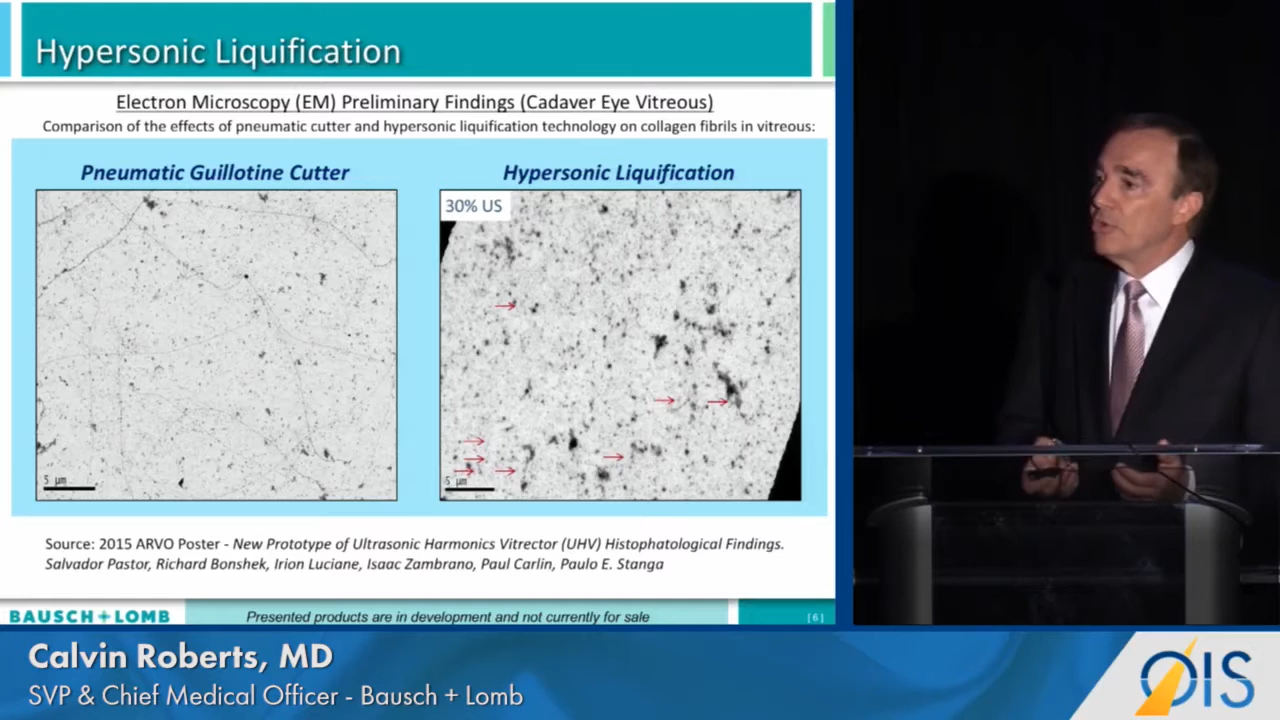 Hypersonic Liquification
Electron Microscopy (EM) Preliminary Findings (Cadaver Eye Vitreous)
Comparison of the effects of pneumatic cutter and hypersonic liquification technology on collagen fibrils in vitreous:
Pneumatic Guillotine Cutter
Hypersonic Liquification
30% US
5 µm
5 µm
Source: 2015 ARVO Poster - New Prototype of Ultrasonic Harmonics Vitrector (UHV) Histophatological Findings.
Salvador Pastor, Richard Bonshek, Irion Luciane, Isaac Zambrano, Paul Carlin, Paulo E. Stanga
BAUSCH+LOMB
Presented products are in development and not currently for sale
[6]
Calvin Roberts, MD
SVP & Chief Medical Officer - Bausch + Lomb
OIS